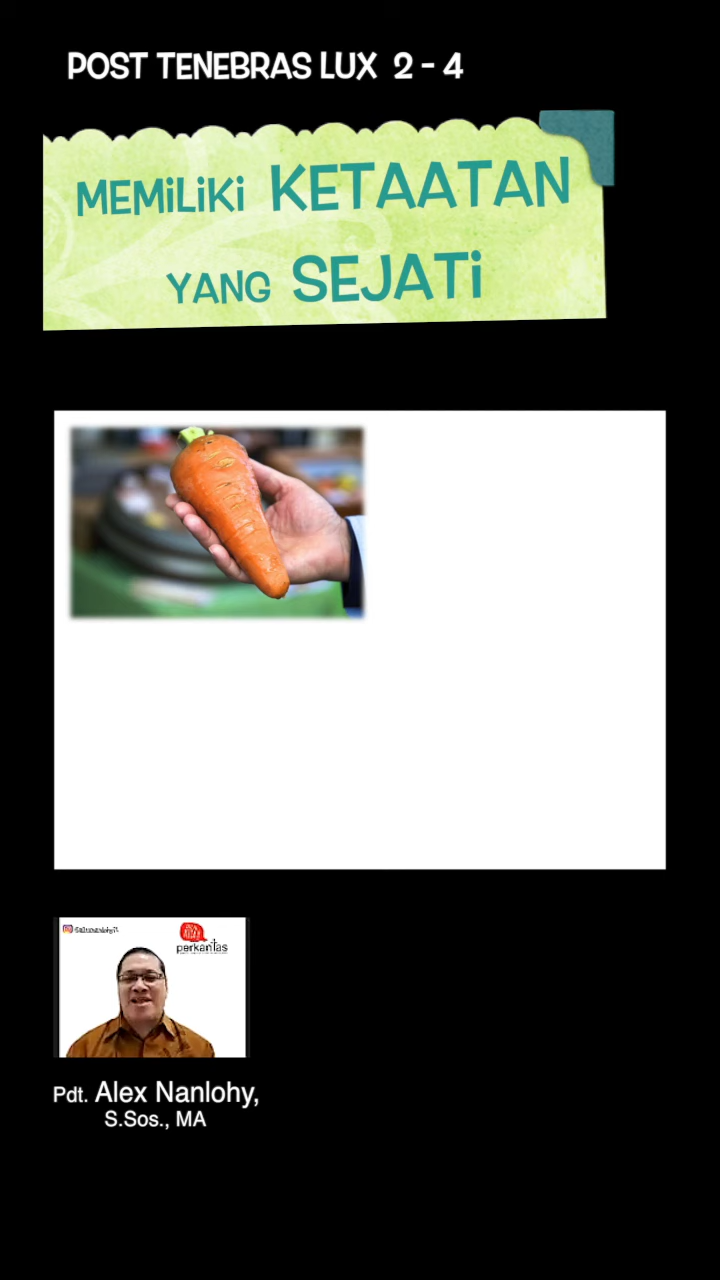 POST TENEBRAS LUX 2 - 4
MEMiLiKi KETAATAN
YANG SEJATi
perkantas
Pdt. Alex Nanlohy,
S.Sos., MA